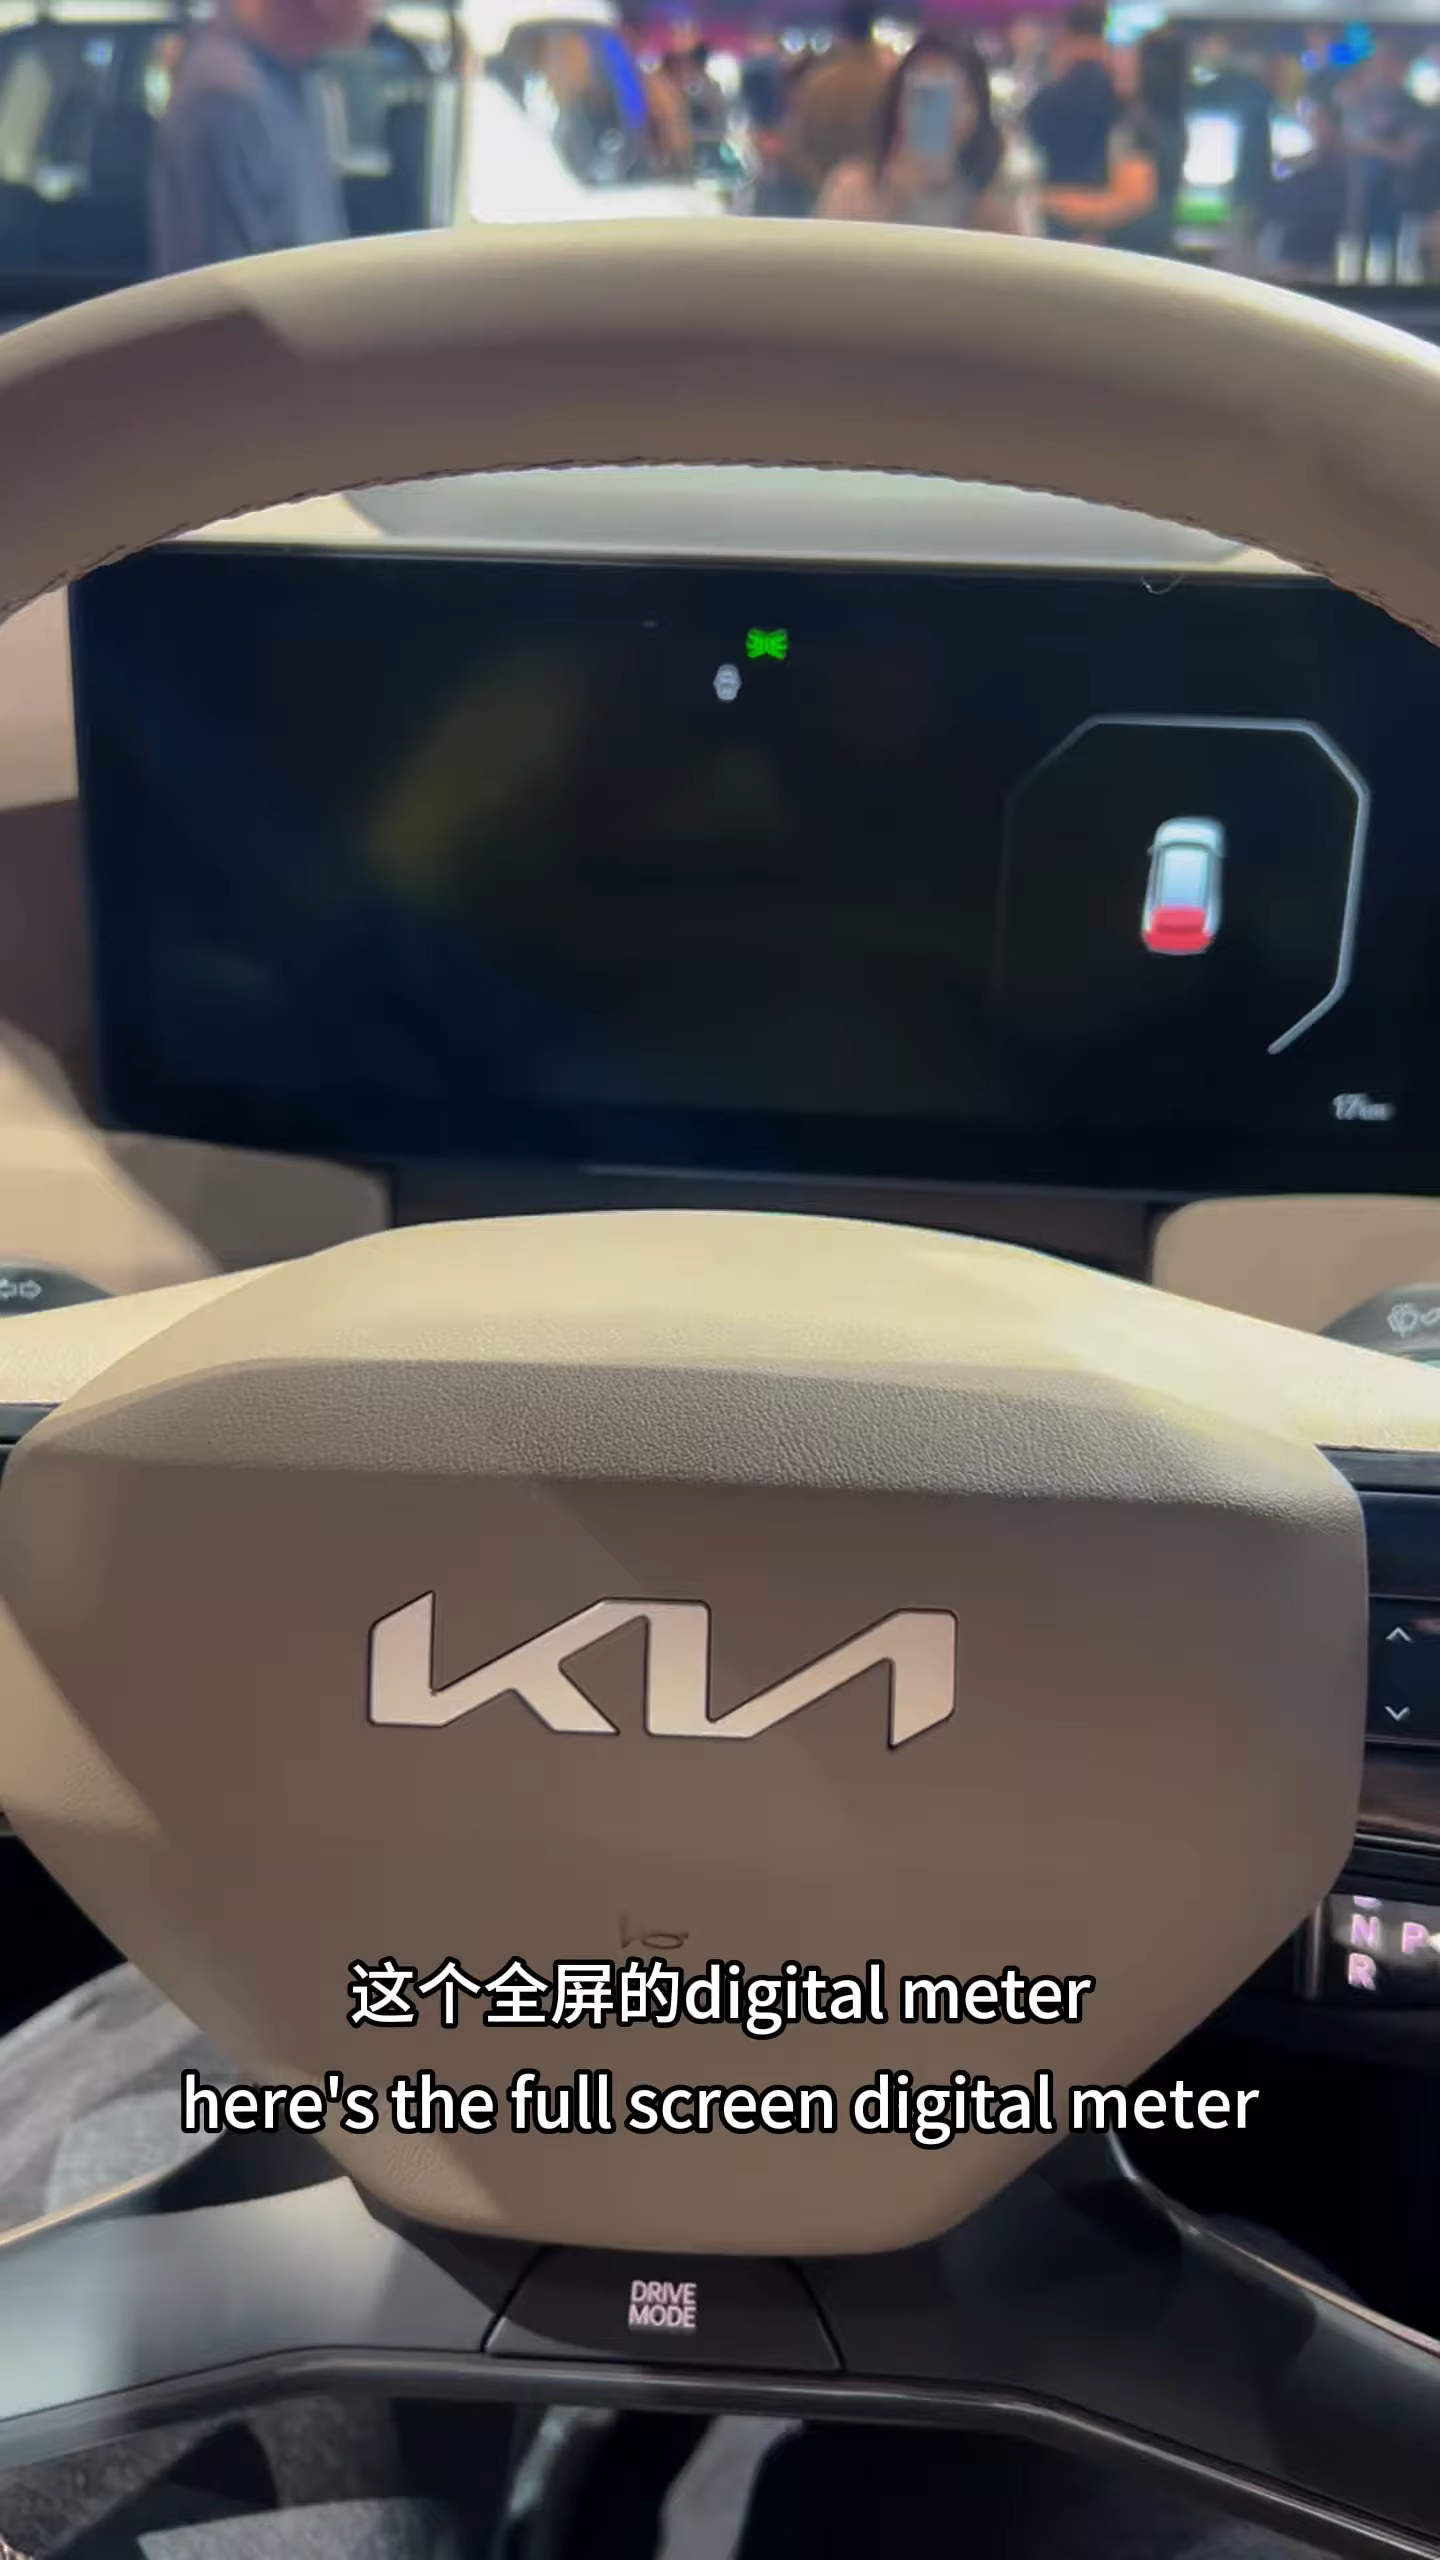 KIA
N P
R
这个全屏的digital meter
here's the full screen digital meter
DRIVE
MODE